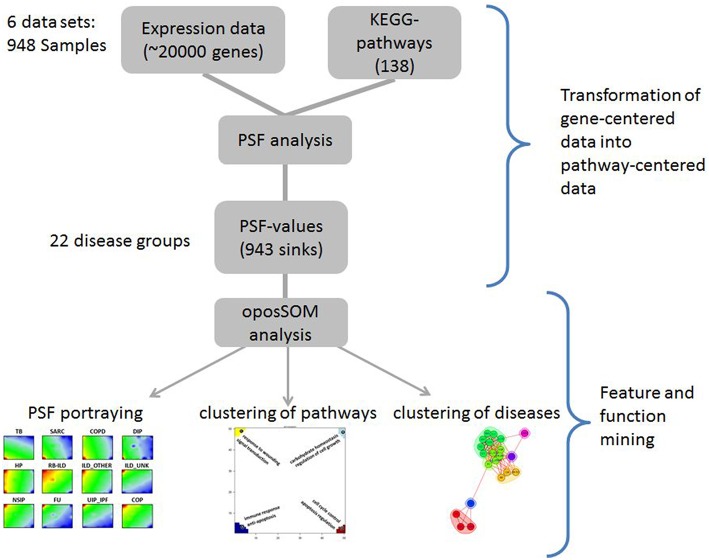 6 data sets:
948 Samples
Expression data
(~20000 genes)
KEGG-
pathways
(138)
PSF analysis
Transformation of
gene-centered
data into
pathway-centered
data
22 disease groups
PSF-values
(943 sinks)
oposSOM
analysis
Feature and
function
mining
PSF portraying
TB SARC COPD DIP
HP RB-ILD ILD_OTHER ILD_UNK
NSIP FU UIP_IPF COP
clustering of pathways
response to wounding
signal transduction
carbohydrate homeostasis
regulation of cell growth
immune response
anti-apoptosis
cell cycle control
apoptosis regulation
clustering of diseases